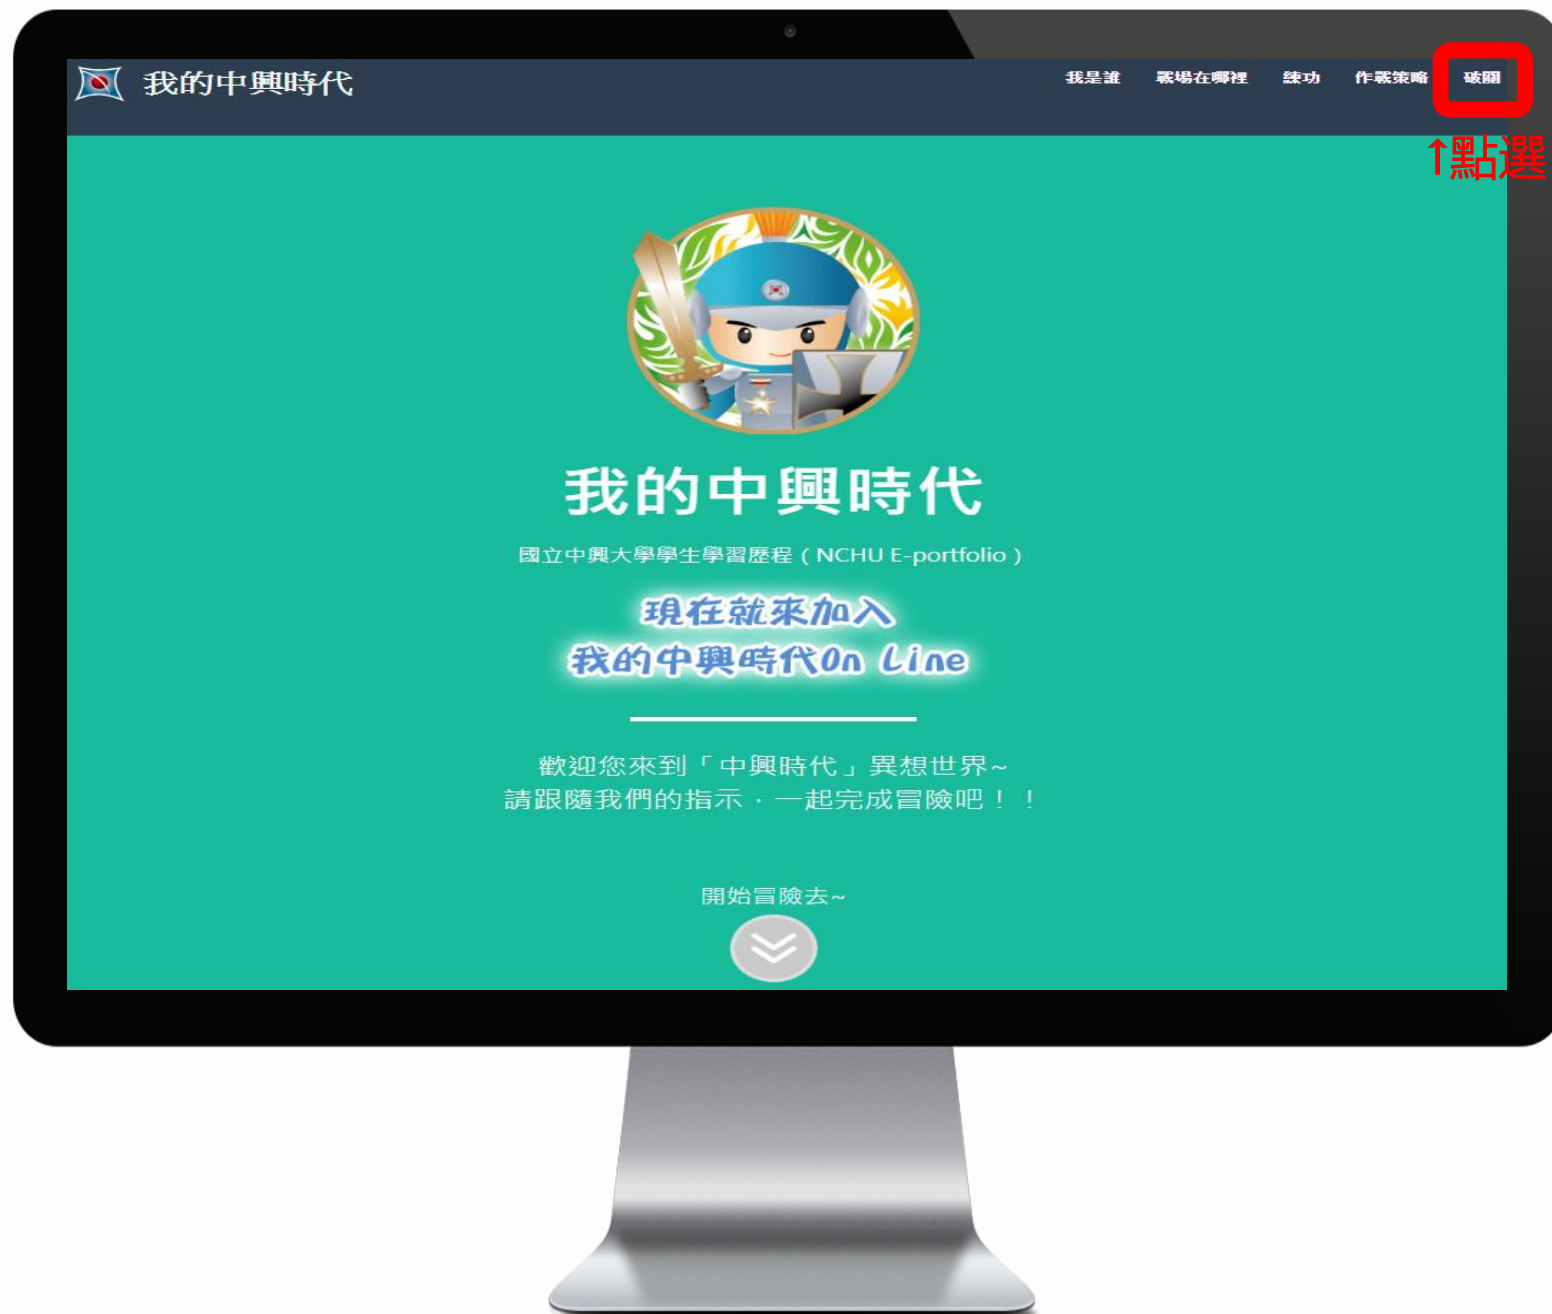 我的中興時代
我是誰 戰場在哪裡 練功 作戰策略 破關
↑點選
我的中興時代
國立中興大學學生學習歷程 ( NCHU E-portfolio )
現在就來加入
我的中興時代On Line
歡迎您來到「中興時代」異想世界~
請跟隨我們的指示，一起完成冒險吧！！
開始冒險去~